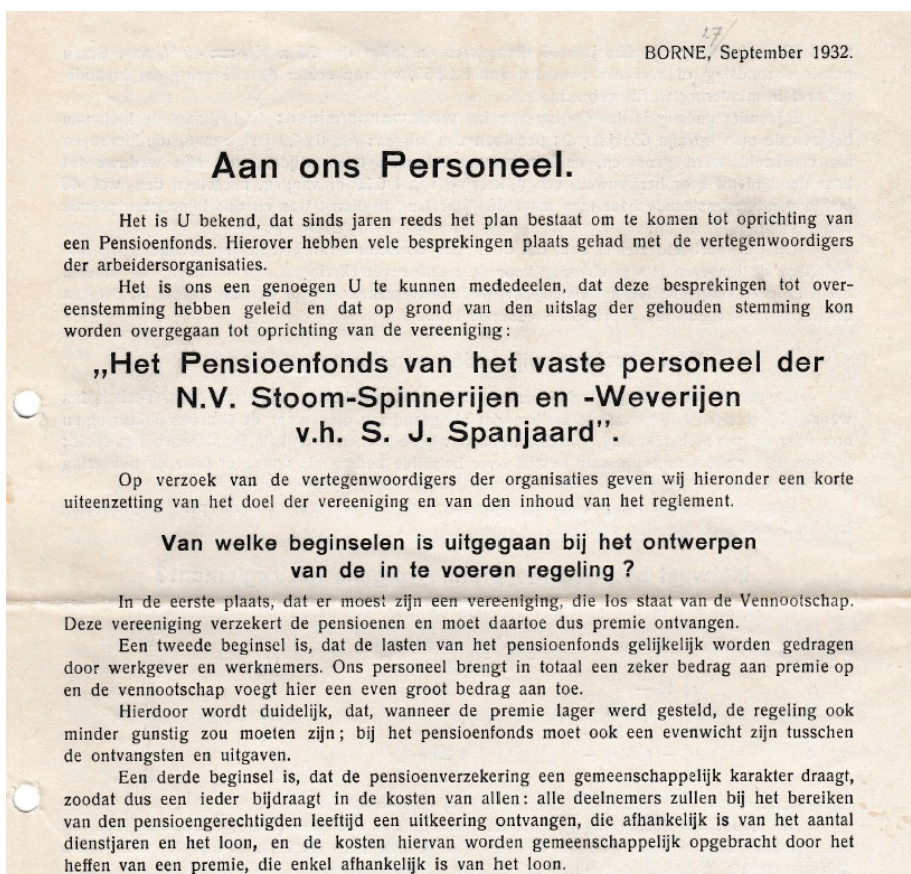 27/
BORNE, September 1932.
Aan ons Personeel.
Het is U bekend, dat sinds jaren reeds het plan bestaat om te komen tot oprichting van
een Pensioenfonds. Hierover hebben vele besprekingen plaats gehad met de vertegenwoordigers
der arbeidersorganisaties.
Het is ons een genoegen U te kunnen mededeelen, dat deze besprekingen tot over-
eenstemming hebben geleid en dat op grond van den uitslag der gehouden stemming kon
worden overgegaan tot oprichting van de vereeniging:
„Het Pensioenfonds van het vaste personeel der
N.V. Stoom-Spinnerijen en -Weverijen
v.h. S. J. Spanjaard”.
Op verzoek van de vertegenwoordigers der organisaties geven wij hieronder een korte
uiteenzetting van het doel der vereeniging en van den inhoud van het reglement.
Van welke beginselen is uitgegaan bij het ontwerpen
van de in te voeren regeling ?
In de eerste plaats, dat er moest zijn een vereeniging, die los staat van de Vennootschap.
Deze vereeniging verzekert de pensioenen en moet daartoe dus premie ontvangen.
Een tweede beginsel is, dat de lasten van het pensioenfonds gelijkelijk worden gedragen
door werkgever en werknemers. Ons personeel brengt in totaal een zeker bedrag aan premie op
en de vennootschap voegt hier een even groot bedrag aan toe.
Hierdoor wordt duidelijk, dat, wanneer de premie lager werd gesteld, de regeling ook
minder gunstig zou moeten zijn; bij het pensioenfonds moet ook een evenwicht zijn tusschen
de ontvangsten en uitgaven.
Een derde beginsel is, dat de pensioenverzekering een gemeenschappelijk karakter draagt,
zoodat dus een ieder bijdraagt in de kosten van allen: alle deelnemers zullen bij het bereiken
van den pensioengerechtigden leeftijd een uitkeering ontvangen, die afhankelijk is van het aantal
dienstjaren en het loon, en de kosten hiervan worden gemeenschappelijk opgebracht door het
heffen van een premie, die enkel afhankelijk is van het loon.